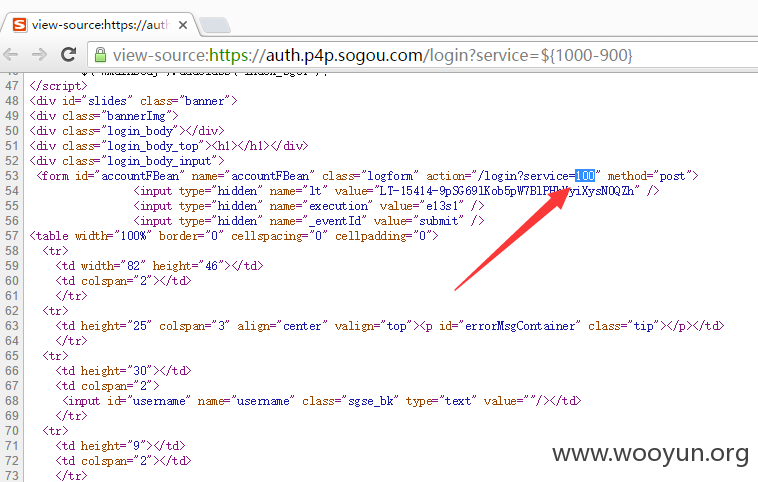 view-source:https://auth
view-source:https://auth.p4p.sogou.com/login?service=${1000-900}
47 </script>
48 <div id="slides" class="banner">
49 <div class="bannerImg">
50 <div class="login_body"></div>
51 <div class="login_body_top"><h1></h1></div>
52 <div class="login_body_input">
53 <form id="accountFBean" name="accountFBean" class="logform" action="/login?service=100" method="post">
54 <input type="hidden" name="lt" value=" />
55 <input type="hidden" name="execution" value="e13s1" />
56 <input type="hidden" name="_eventId" value="submit" />
57 <table width="100%" border="0" cellspacing="0" cellpadding="0">
58 <tr>
59 <td width="82" height="46"></td>
60 <td colspan="2"></td>
61 </tr>
62 <tr>
63 <td height="25" colspan="3" align="center" valign="top"><p id="errorMsgContainer" class="tip"></p></td>
64 </tr>
65 <tr>
66 <td height="30"></td>
67 <td colspan="2">
68 <input id="username" name="username" class="sgse_bk" type="text" value=""/></td>
69 </tr>
70 <tr>
71 <td height="9"></td>
72 <td colspan="2"></td>
73 </tr>
www.wooyun.org